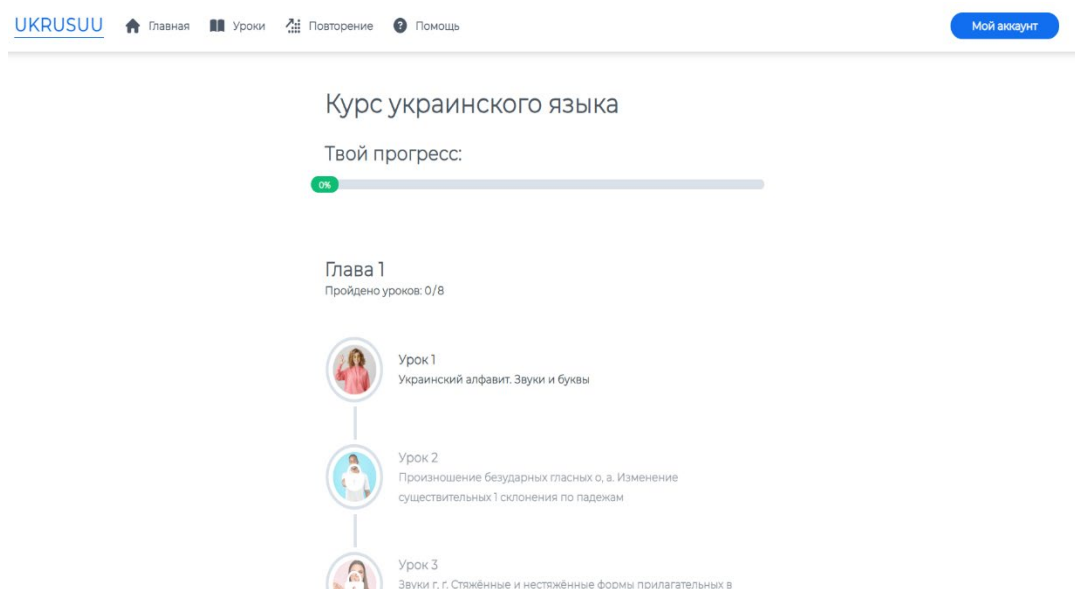 UKRUSUU Главная Уроки Повторение Помощь Мой аккаунт
Курс украинского языка
Твой прогресс:
0%
Глава 1
Пройдено уроков: 0/8
Урок 1
Украинский алфавит. Звуки и буквы
Урок 2
Произношение безударных гласных о, а. Изменение
существительных 1 склонения по падежам
Урок 3
Звуки г, г. Стяжённые и нестяжённые формы прилагательных в